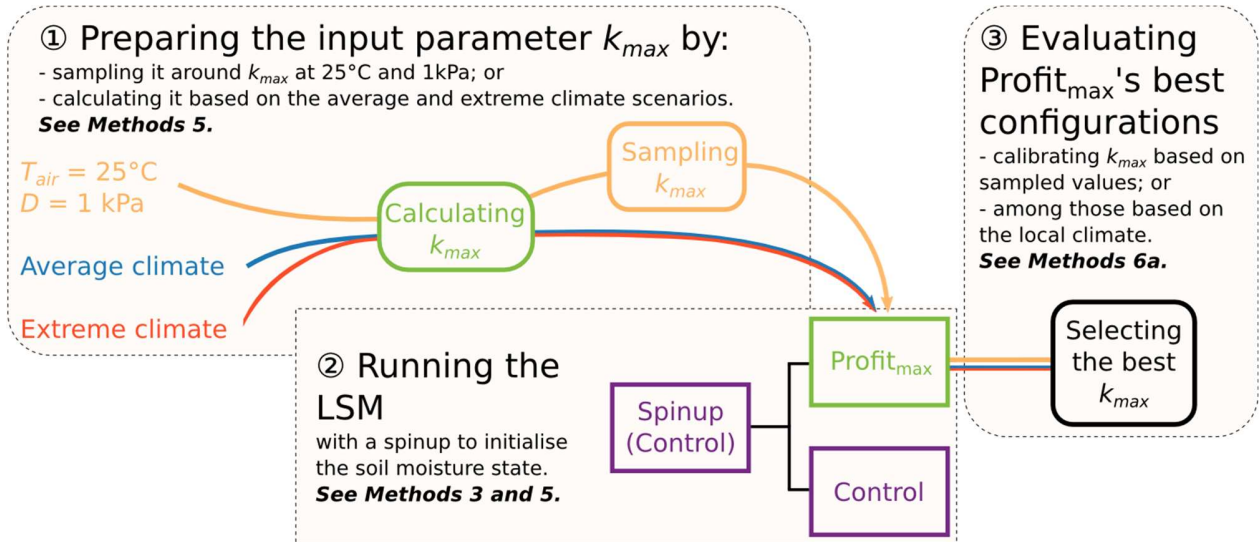 ① Preparing the input parameter kmax by:
- sampling it around kmax at 25°C and 1kPa; or
- calculating it based on the average and extreme climate scenarios.
See Methods 5.
Tair = 25°C
D = 1 kPa
Average climate
Extreme climate
Calculating
kmax
Sampling
kmax
② Running the
LSM
with a spinup to initialise
the soil moisture state.
See Methods 3 and 5.
Spinup
(Control)
Profitmax
Control
③ Evaluating
Profitmax's best
configurations
- calibrating kmax based on
sampled values; or
- among those based on
the local climate.
See Methods 6a.
Selecting
the best
kmax